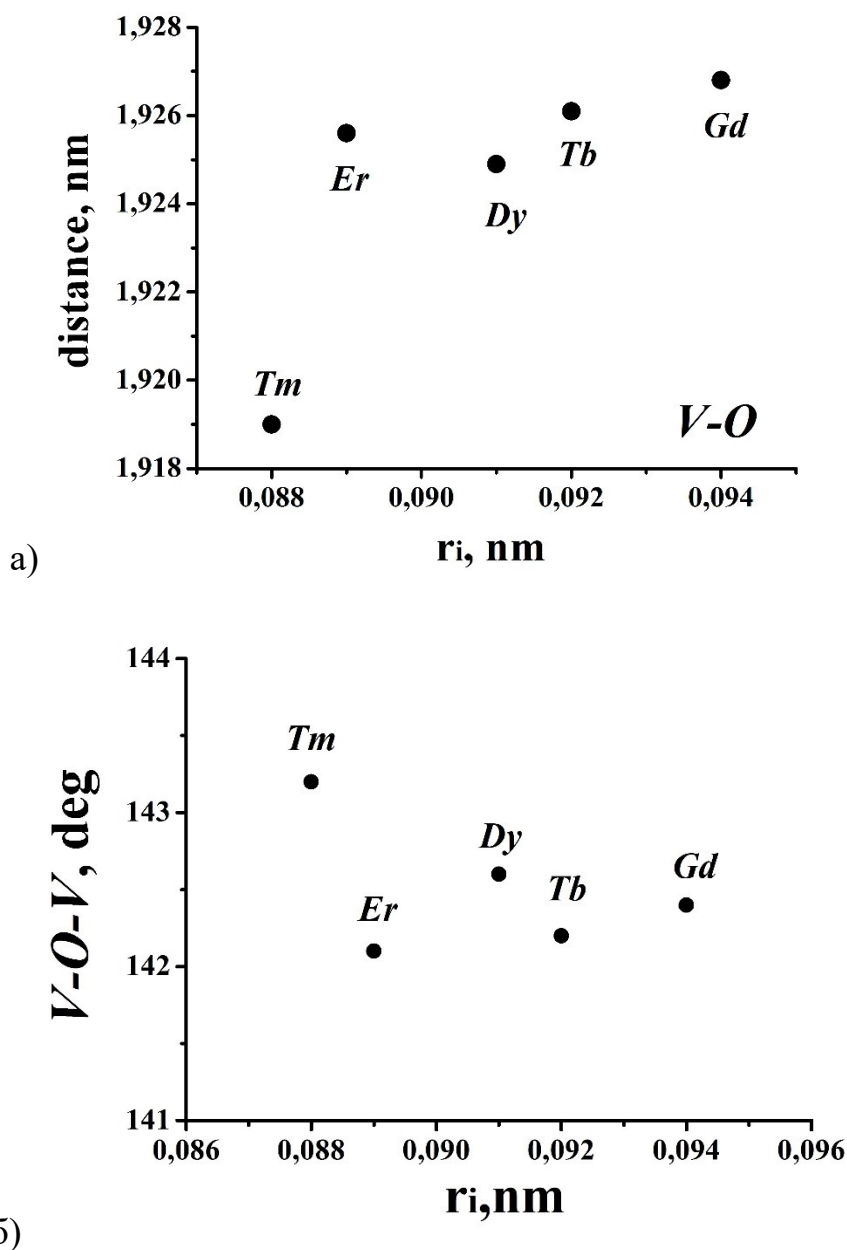 1,928
1,926
1,924
1,922
1,920
1,918
distance, nm
Er
Dy
Tb
Gd
Tm
V-O
0,088 0,090 0,092 0,094
ri, nm
а)
144
143
142
141
V-O-V, deg
Tm
Er
Dy
Tb
Gd
0,086 0,088 0,090 0,092 0,094 0,096
ri,nm
б)